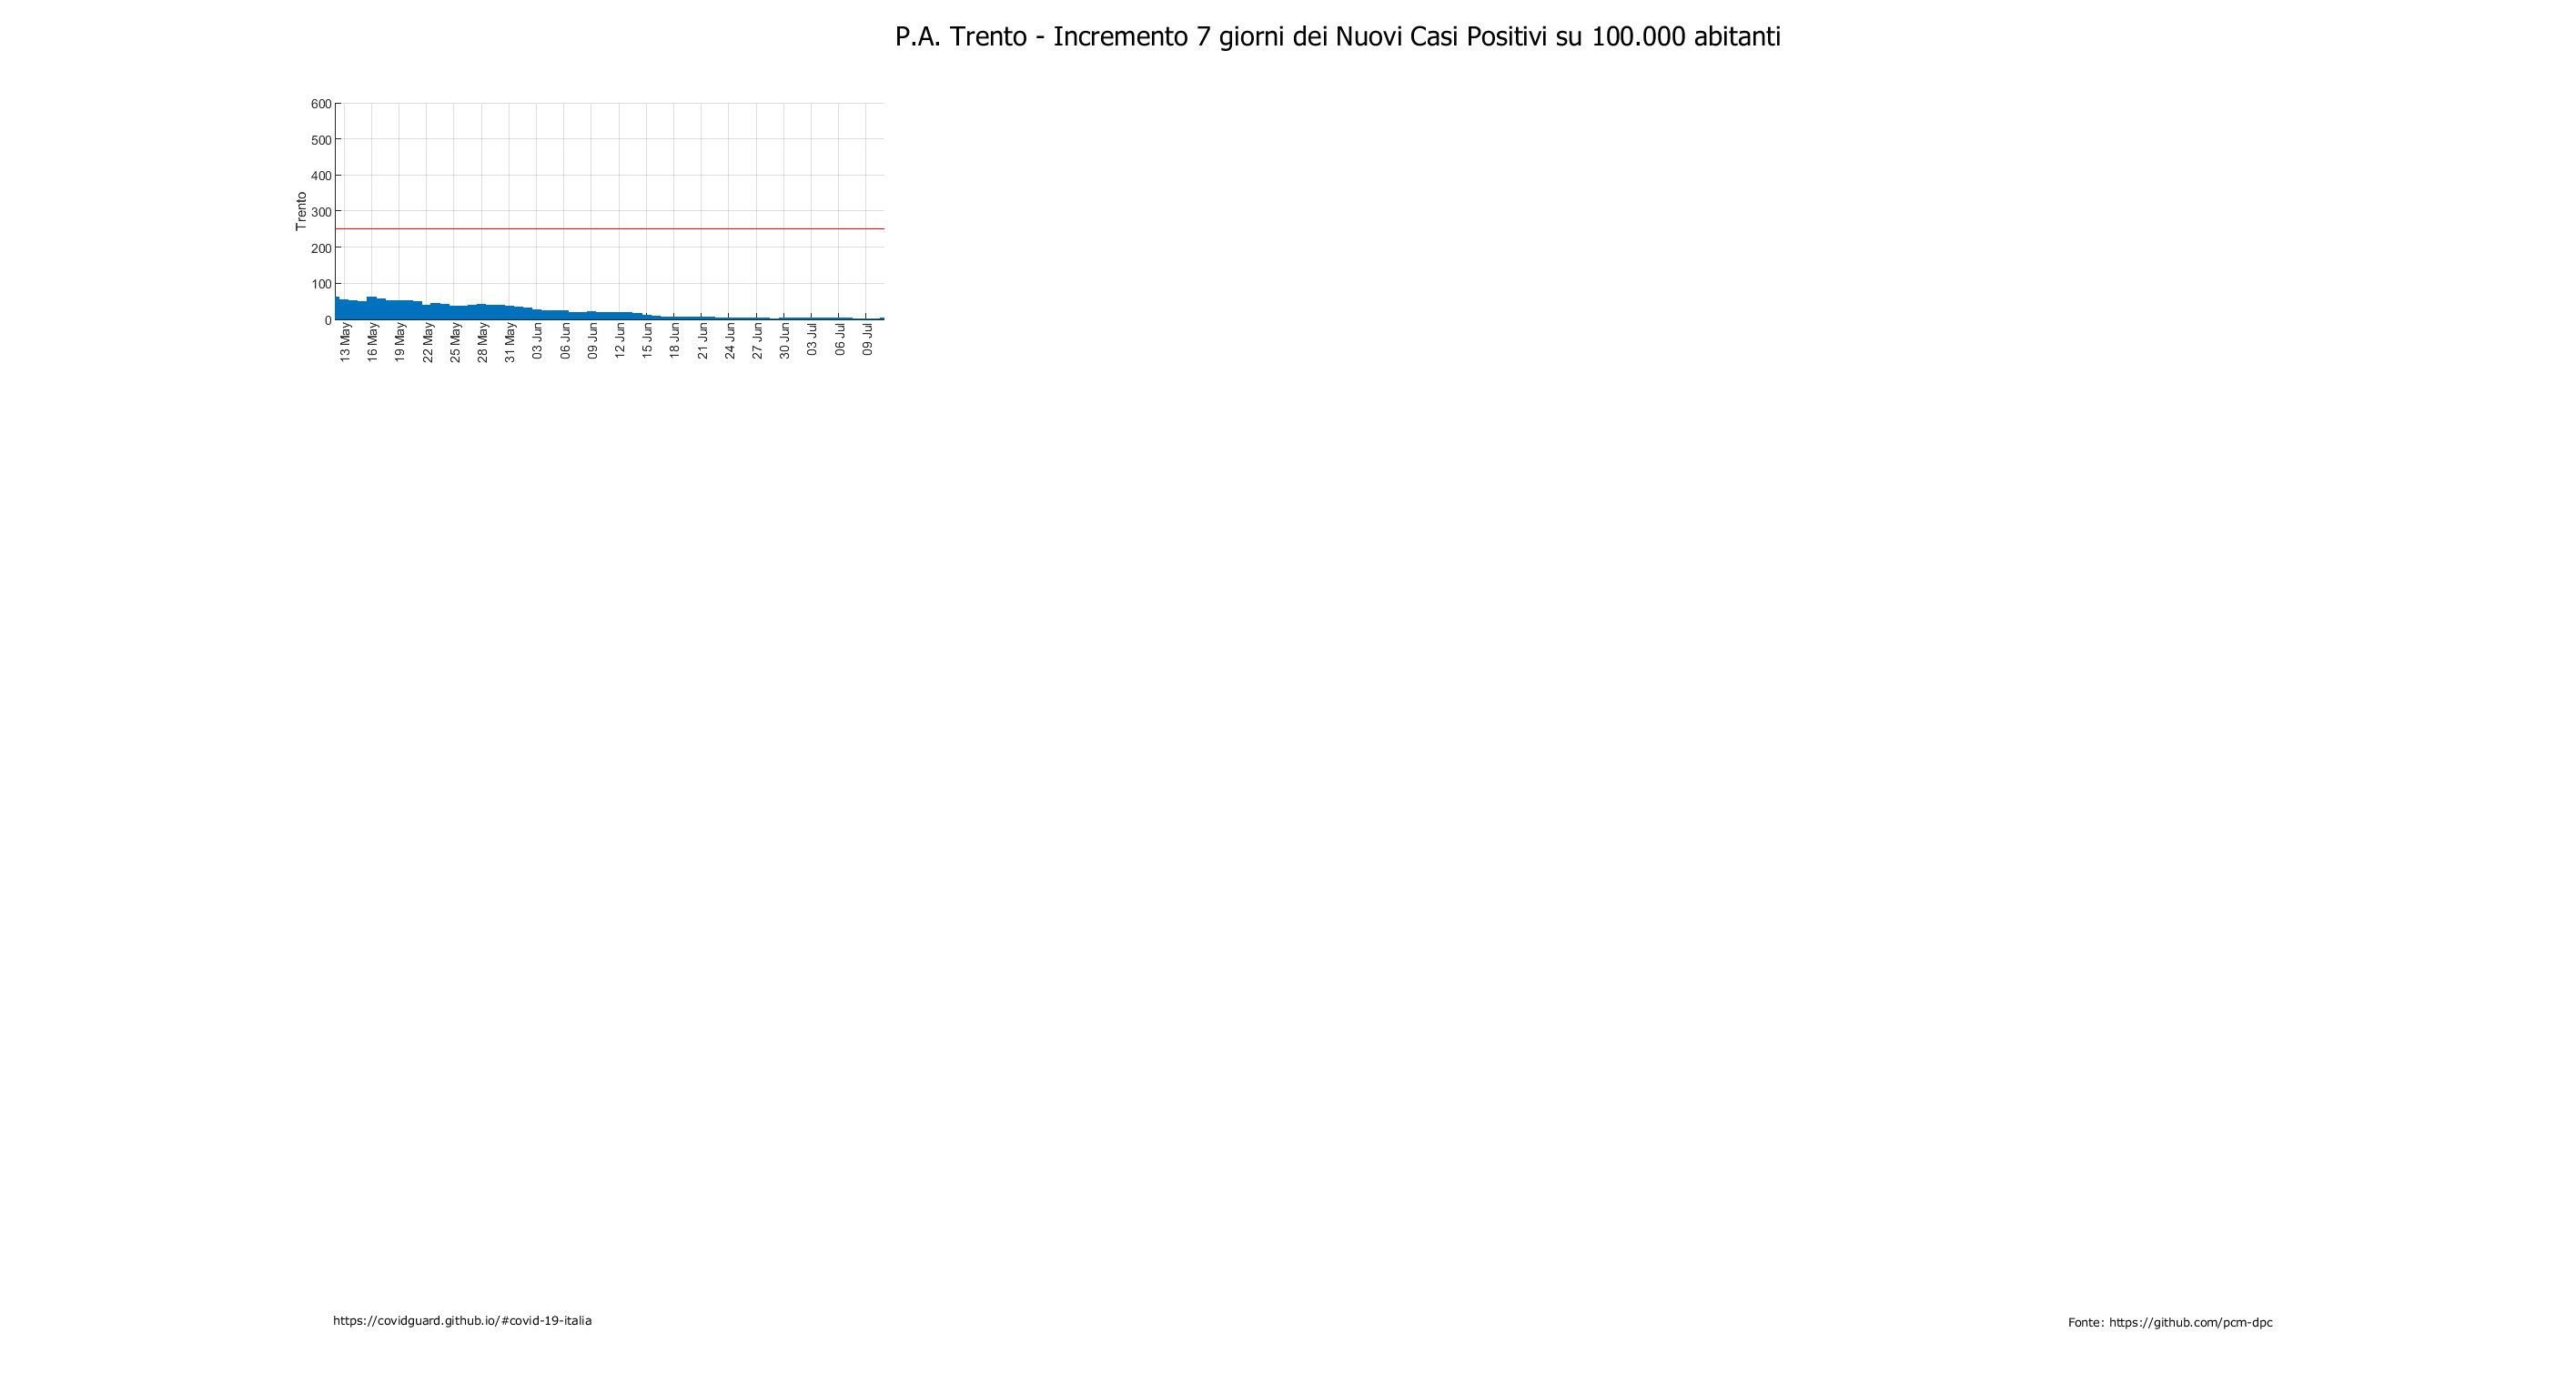 P.A. Trento - Incremento 7 giorni dei Nuovi Casi Positivi su 100.000 abitanti
600
500
400
300
200
100
0
Trento
13 May
16 May
19 May
22 May
25 May
28 May
31 May
03 Jun
06 Jun
09 Jun
12 Jun
15 Jun
18 Jun
21 Jun
24 Jun
27 Jun
30 Jun
03 Jul
06 Jul
09 Jul
https://covidguard.github.io/#covid-19-italia
Fonte: https://github.com/pcm-dpc